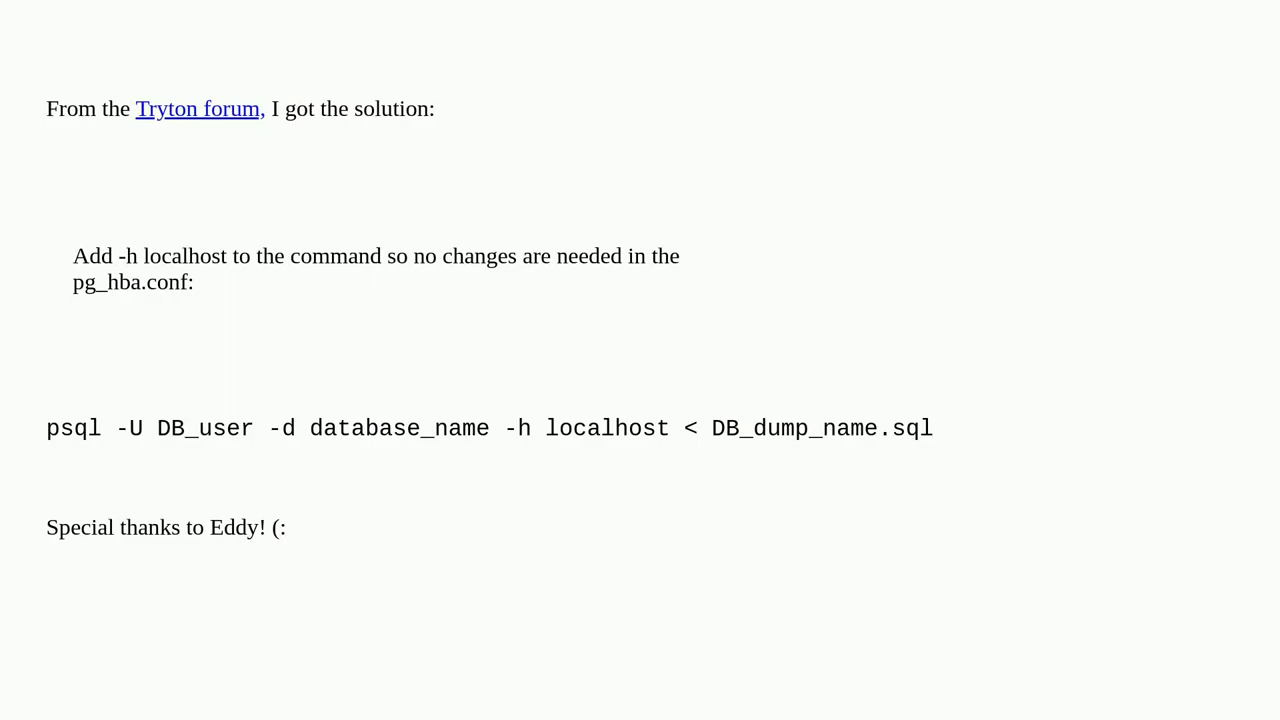 From the Tryton forum, I got the solution:
Add -h localhost to the command so no changes are needed in the
pg_hba.conf:
psql -U DB_user -d database_name -h localhost < DB_dump_name.sql
Special thanks to Eddy! (: